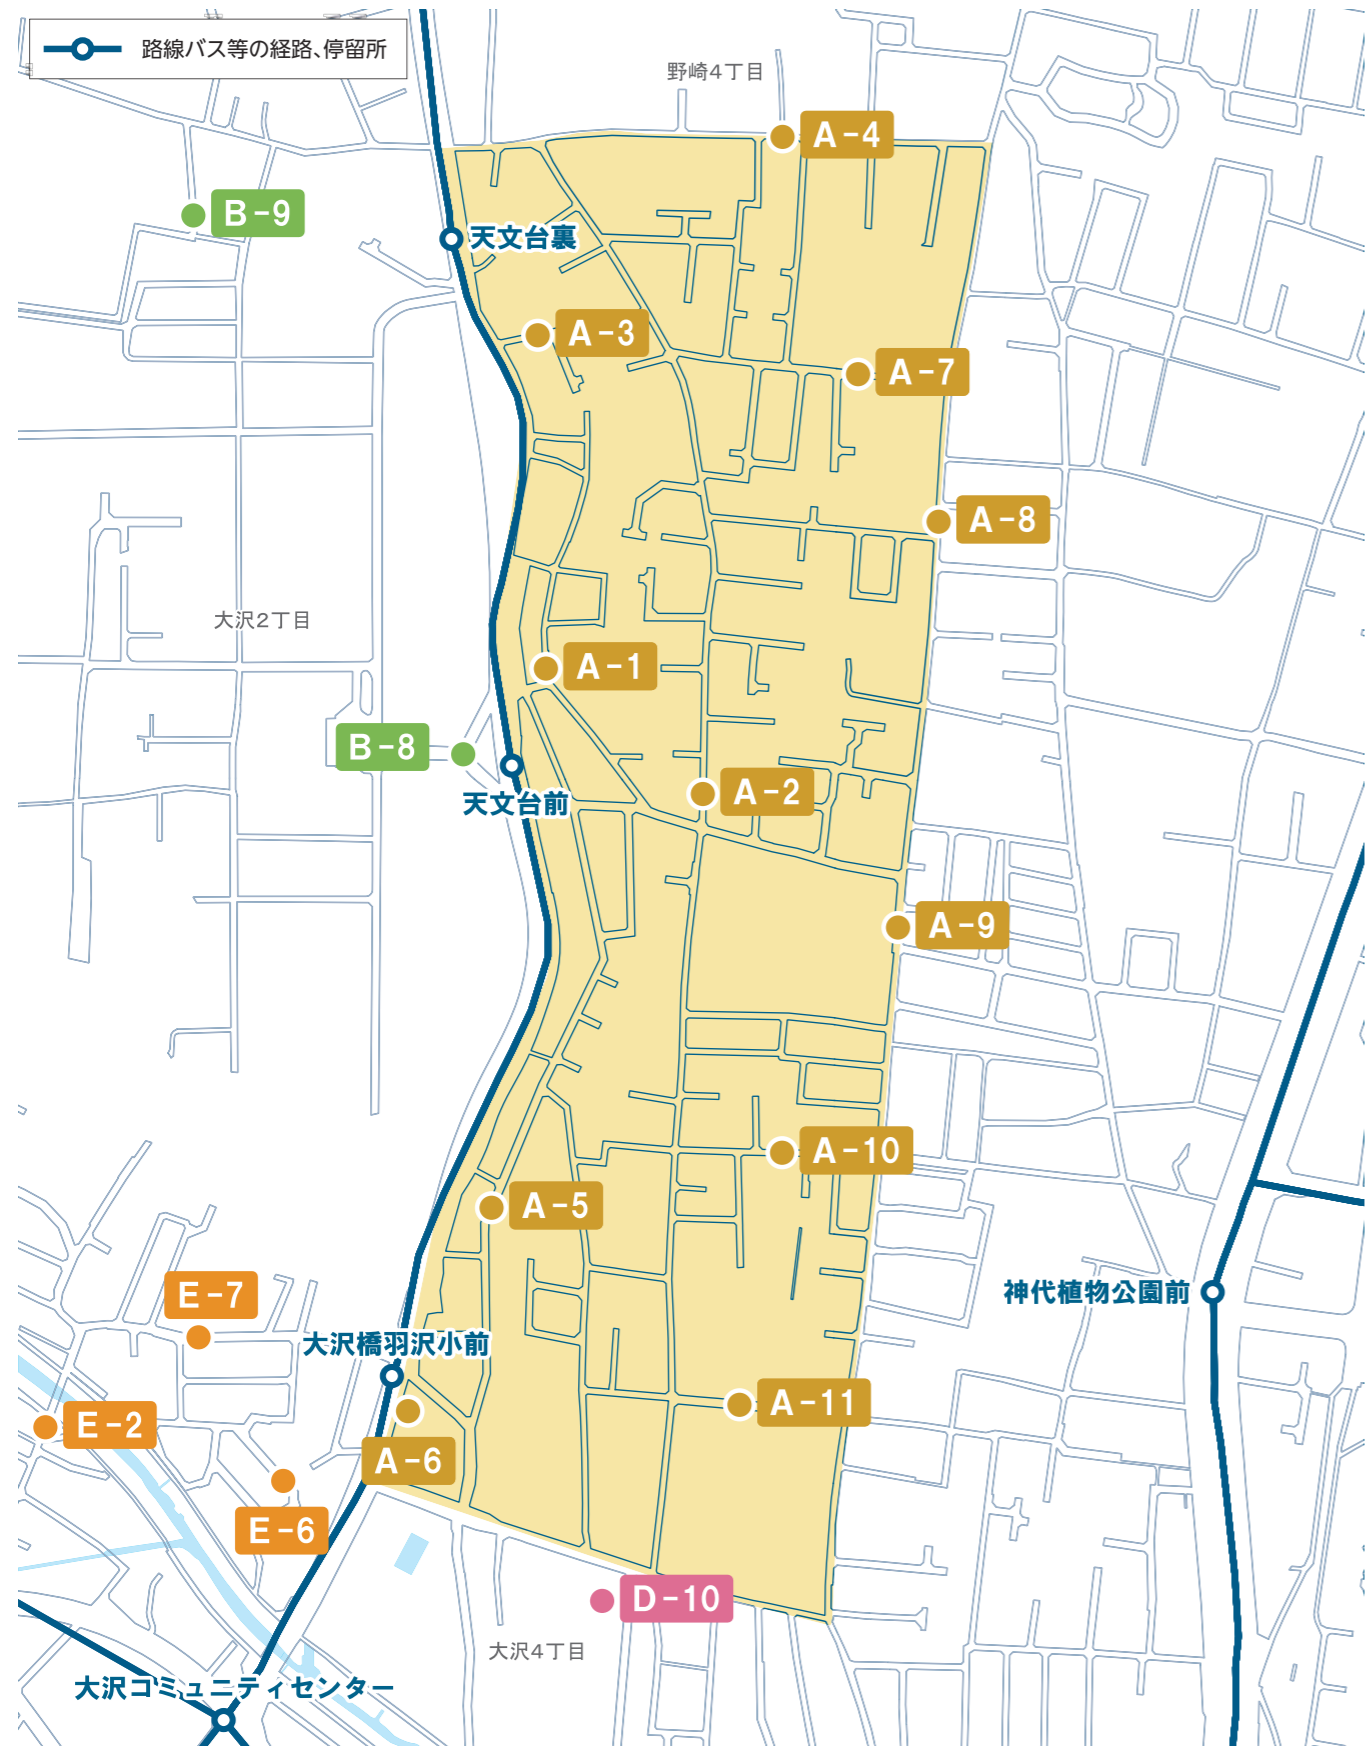 路線バス等の経路、停留所
野崎4丁目
A-4
B-9
天文台裏
A-3
A-7
A-8
大沢2丁目
A-1
B-8
天文台前
A-2
A-9
A-10
A-5
E-7
神代植物公園前
大沢橋羽沢小前
E-2
A-11
A-6
E-6
D-10
大沢4丁目
大沢コミュニティセンター